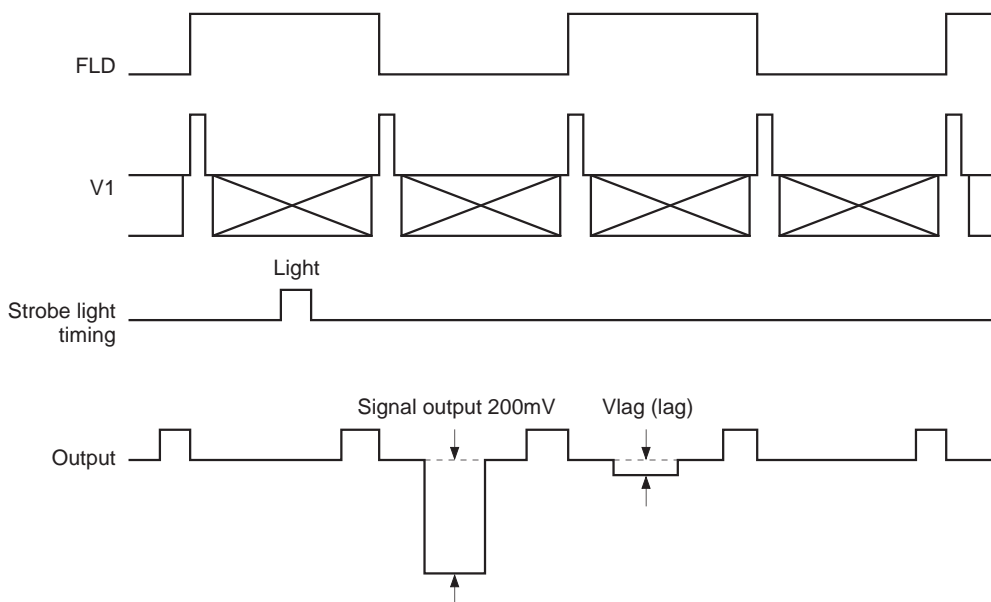 FLD
V1
Light
Strobe light
timing
Signal output 200mV
Vlag (lag)
Output